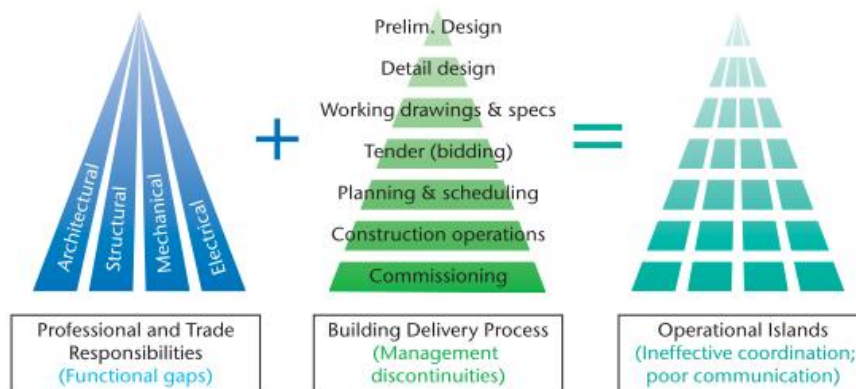 Architectural
Structural
Mechanical
Electrical
+
Prelim. Design
Detail design
Working drawings & specs
Tender (bidding)
Planning & scheduling
Construction operations
Commissioning
=
Professional and Trade
Responsibilities
(Functional gaps)
Building Delivery Process
(Management
discontinuities)
Operational Islands
(Ineffective coordination;
poor communication)